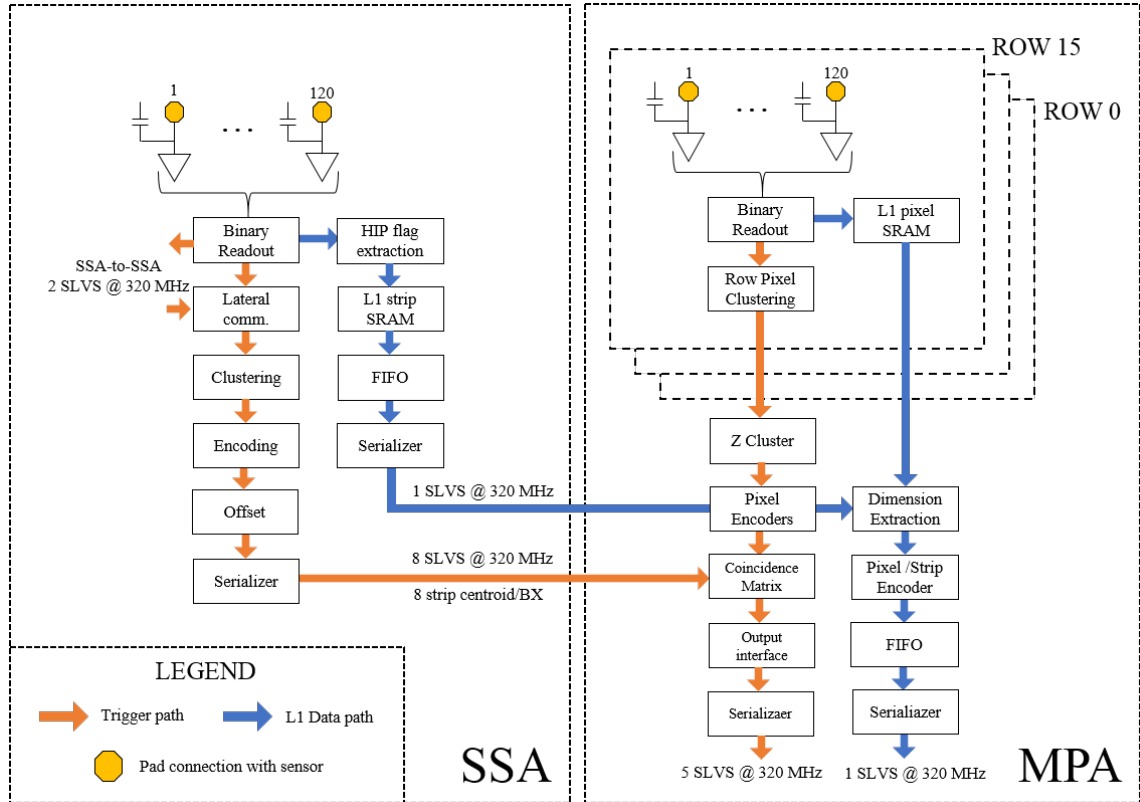 1
120
...
Binary
Readout
HIP flag
extraction
SSA-to-SSA
2 SLVS @ 320 MHz
Lateral
comm.
L1 strip
SRAM
Clustering
FIFO
Encoding
Serializer
1 SLVS @ 320 MHz
Offset
Serializer
8 SLVS @ 320 MHz
8 strip centroid/BX
LEGEND
Trigger path
L1 Data path
Pad connection with sensor
SSA
ROW 15
ROW 0
1
120
...
Binary
Readout
L1 pixel
SRAM
Row Pixel
Clustering
Z Cluster
Pixel
Encoders
Dimension
Extraction
Coincidence
Matrix
Pixel /Strip
Encoder
Output
interface
FIFO
Serializaer
Serialiazer
5 SLVS @ 320 MHz
1 SLVS @ 320 MHz
MPA